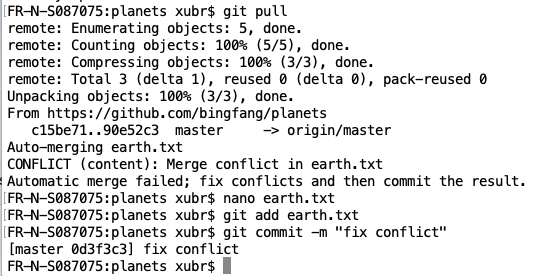 [FR-N-S087075:planets xubr$ git pull
remote: Enumerating objects: 5, done.
remote: Counting objects: 100% (5/5), done.
remote: Compressing objects: 100% (3/3), done.
remote: Total 3 (delta 1), reused 0 (delta 0), pack-reused 0
Unpacking objects: 100% (3/3), done.
From https://github.com/bingfang/planets
   c15be71..90e52c3  master     -> origin/master
Auto-merging earth.txt
CONFLICT (content): Merge conflict in earth.txt
Automatic merge failed; fix conflicts and then commit the result.
[FR-N-S087075:planets xubr$ nano earth.txt
[FR-N-S087075:planets xubr$ git add earth.txt
[FR-N-S087075:planets xubr$ git commit -m "fix conflict"
[master 0d3f3c3] fix conflict
FR-N-S087075:planets xubr$